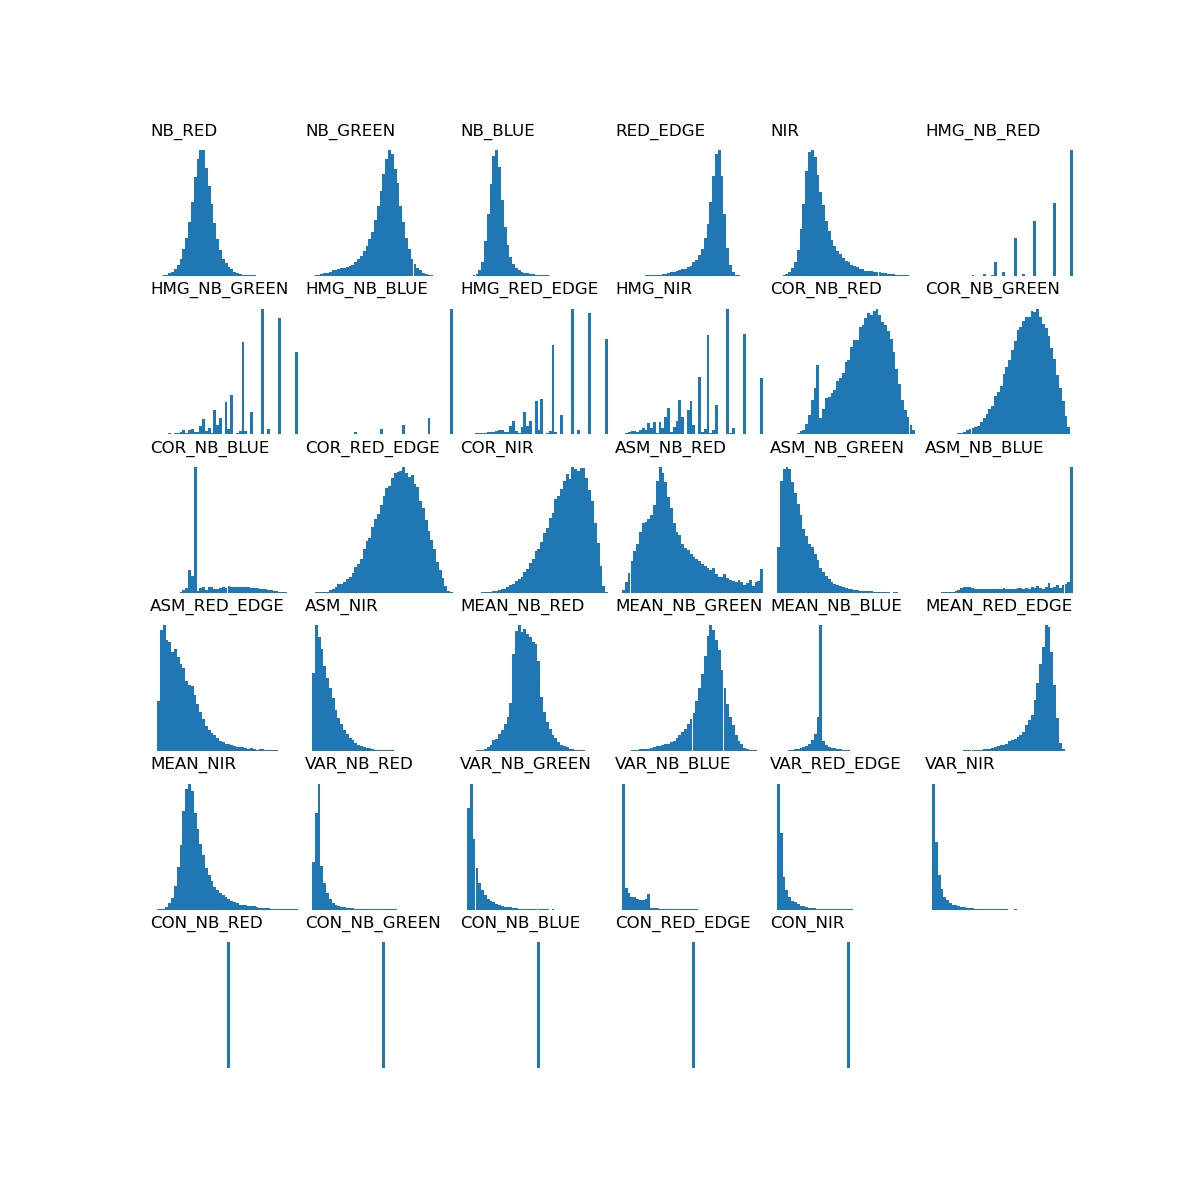 NB_RED NB_GREEN NB_BLUE RED_EDGE NIR HMG_NB_RED
HMG_NB_GREEN HMG_NB_BLUE HMG_RED_EDGE HMG_NIR COR_NB_RED COR_NB_GREEN
COR_NB_BLUE COR_RED_EDGE COR_NIR ASM_NB_RED ASM_NB_GREEN ASM_NB_BLUE
ASM_RED_EDGE ASM_NIR MEAN_NB_RED MEAN_NB_GREEN MEAN_NB_BLUE MEAN_RED_EDGE
MEAN_NIR VAR_NB_RED VAR_NB_GREEN VAR_NB_BLUE VAR_RED_EDGE VAR_NIR
CON_NB_RED CON_NB_GREEN CON_NB_BLUE CON_RED_EDGE CON_NIR